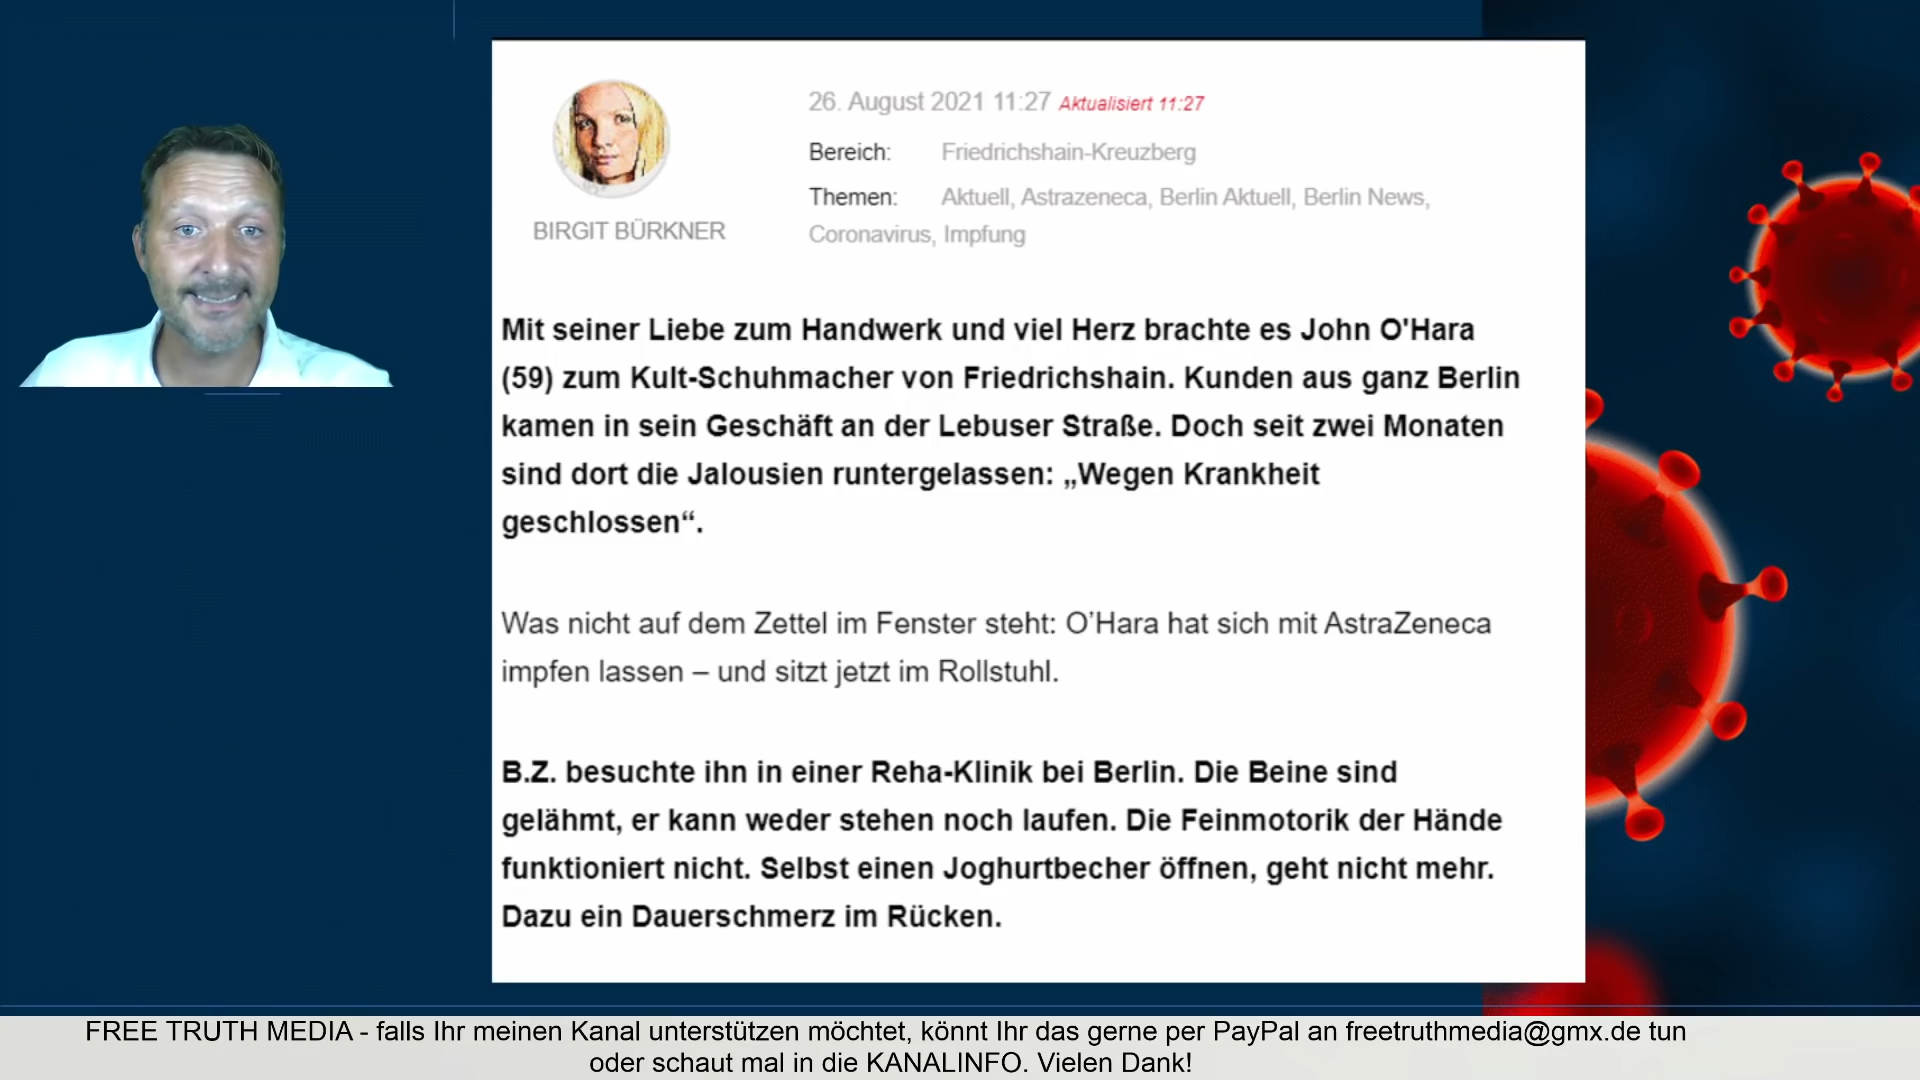 26. August 2021 11:27 Aktualisiert 11:27
Bereich: Friedrichshain-Kreuzberg
Themen: Aktuell, Astrazeneca, Berlin Aktuell, Berlin News,
Coronavirus, Impfung
BIRGIT BÜRKNER
Mit seiner Liebe zum Handwerk und viel Herz brachte es John O'Hara
(59) zum Kult-Schuhmacher von Friedrichshain. Kunden aus ganz Berlin
kamen in sein Geschäft an der Lebuser Straße. Doch seit zwei Monaten
sind dort die Jalousien runtergelassen: „Wegen Krankheit
geschlossen“.
Was nicht auf dem Zettel im Fenster steht: O’Hara hat sich mit AstraZeneca
impfen lassen – und sitzt jetzt im Rollstuhl.
B.Z. besuchte ihn in einer Reha-Klinik bei Berlin. Die Beine sind
gelähmt, er kann weder stehen noch laufen. Die Feinmotorik der Hände
funktioniert nicht. Selbst einen Joghurtbecher öffnen, geht nicht mehr.
Dazu ein Dauerschmerz im Rücken.
FREE TRUTH MEDIA - falls Ihr meinen Kanal unterstützen möchtet, könnt Ihr das gerne per PayPal an freetruthmedia@gmx.de tun
oder schaut mal in die KANALINFO. Vielen Dank!